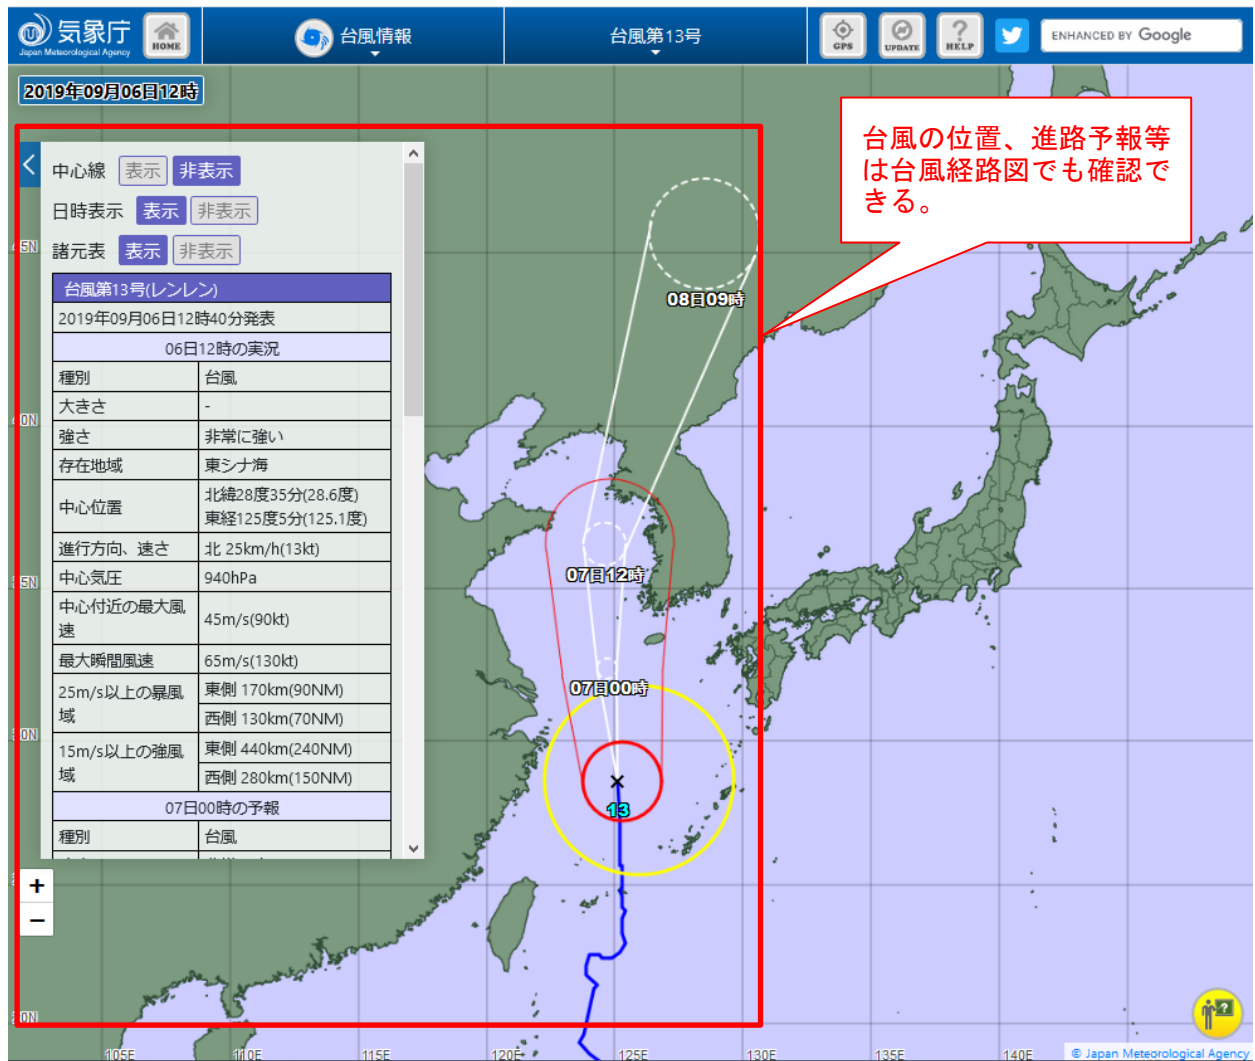 気象庁
Japan Meteorological Agency
HOME
台風情報
台風第13号
GPS
UPDATE
HELP
ENHANCED BY Google
2019年09月06日12時
台風の位置、進路予報等
は台風経路図でも確認で
きる。
中心線 表示 非表示
日時表示 表示 非表示
諸元表 表示 非表示
台風第13号(レンレン)
2019年09月06日12時40分発表
06日12時の実況
種別 台風
大きさ -
強さ 非常に強い
存在地域 東シナ海
中心位置 北緯28度35分(28.6度)
東経125度5分(125.1度)
進行方向、速さ 北 25km/h(13kt)
中心気圧 940hPa
中心付近の最大風
速
45m/s(90kt)
最大瞬間風速 65m/s(130kt)
25m/s以上の暴風
域
東側 170km(90NM)
西側 130km(70NM)
15m/s以上の強風
域
東側 440km(240NM)
西側 280km(150NM)
07日00時の予報
種別 台風
08日09時
07日12時
07日00時
13
+
−
105E
110E
115E
120E
125E
130E
135E
140E
© Japan Meteorological Agency